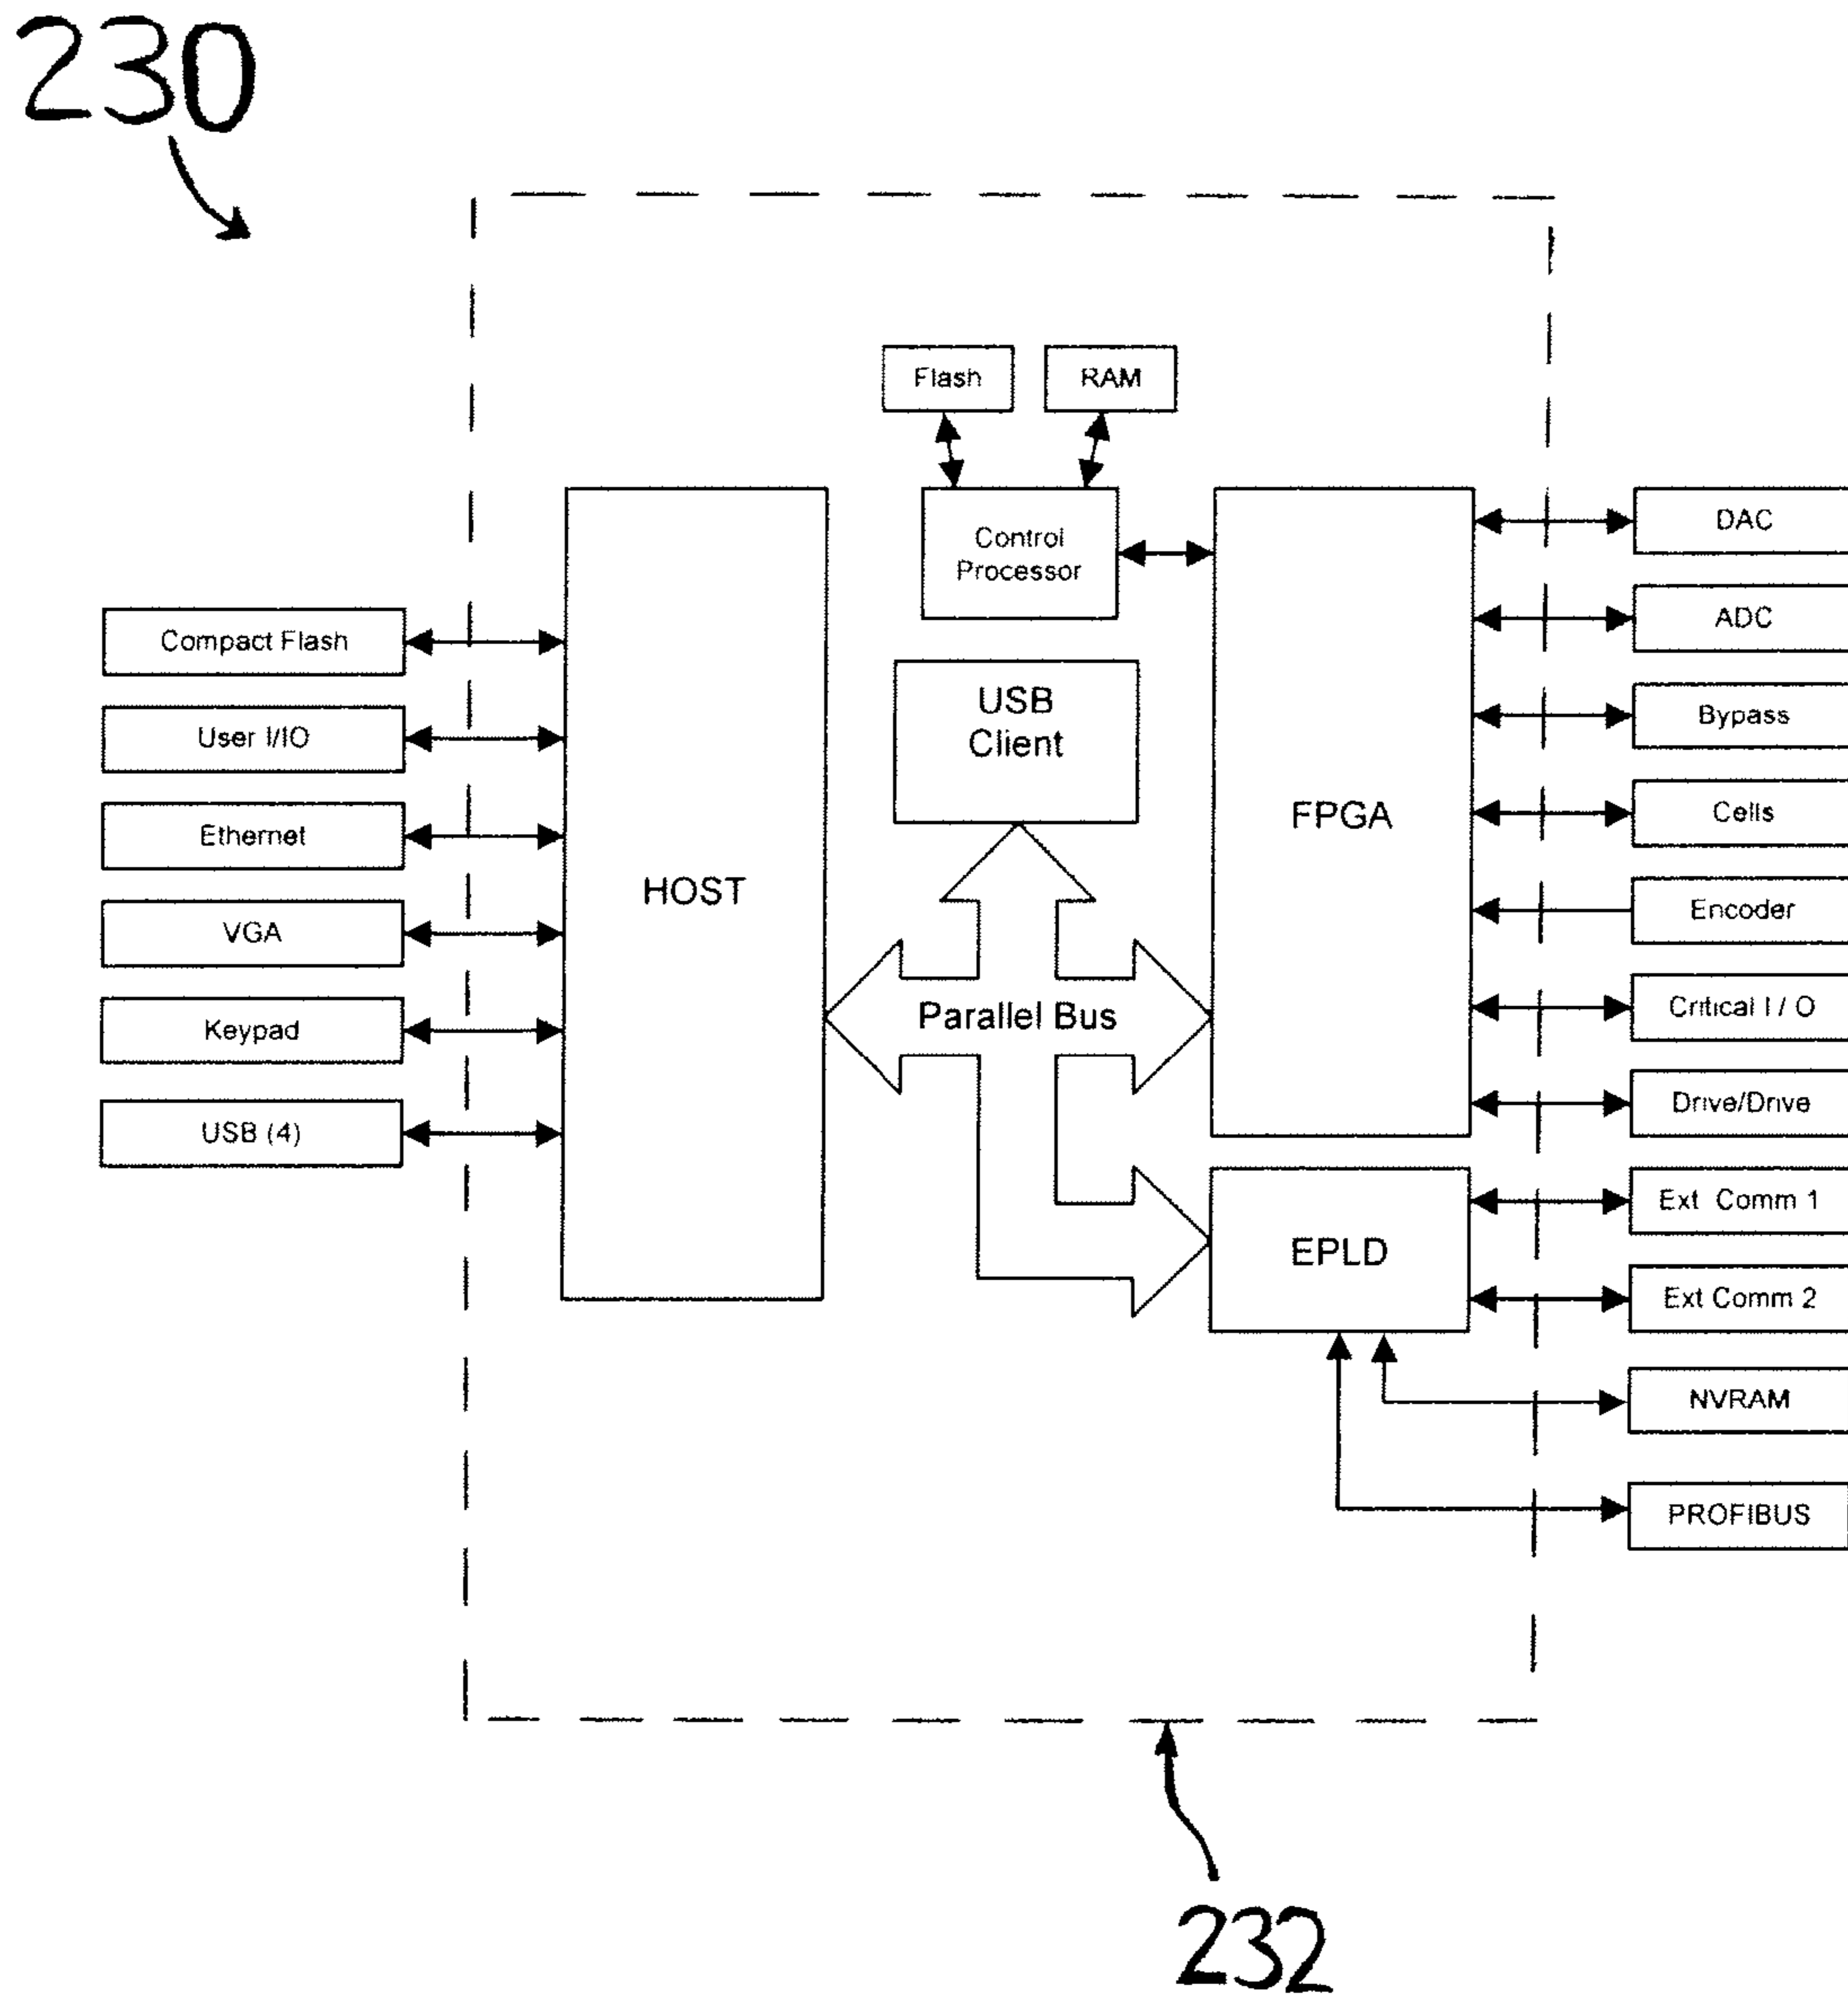 230
Flash
RAM
Control
Processor
USB
Client
HOST
FPGA
Parallel Bus
EPLD
Compact Flash
User I/IO
Ethernet
VGA
Keypad
USB (4)
DAC
ADC
Bypass
Cells
Encoder
Critical I / O
Drive/Drive
Ext Comm 1
Ext Comm 2
NVRAM
PROFIBUS
232